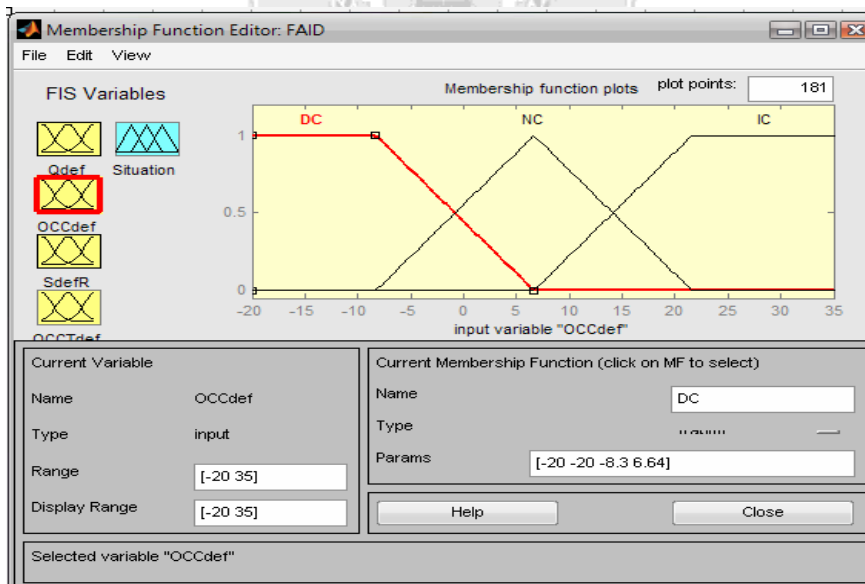 Membership Function Editor: FAID
File Edit View
FIS Variables
Qdef
Situation
OCCdef
SdefR
OCCTdef
Membership function plots
plot points: 181
DC NC IC
1
0.5
0
-20 -15 -10 -5 0 5 10 15 20 25 30 35
input variable "OCCdef"
Current Variable
Name OCCdef
Type input
Range [-20 35]
Display Range [-20 35]
Current Membership Function (click on MF to select)
Name DC
Type
Params [-20 -20 -8.3 6.64]
Help Close
Selected variable "OCCdef"